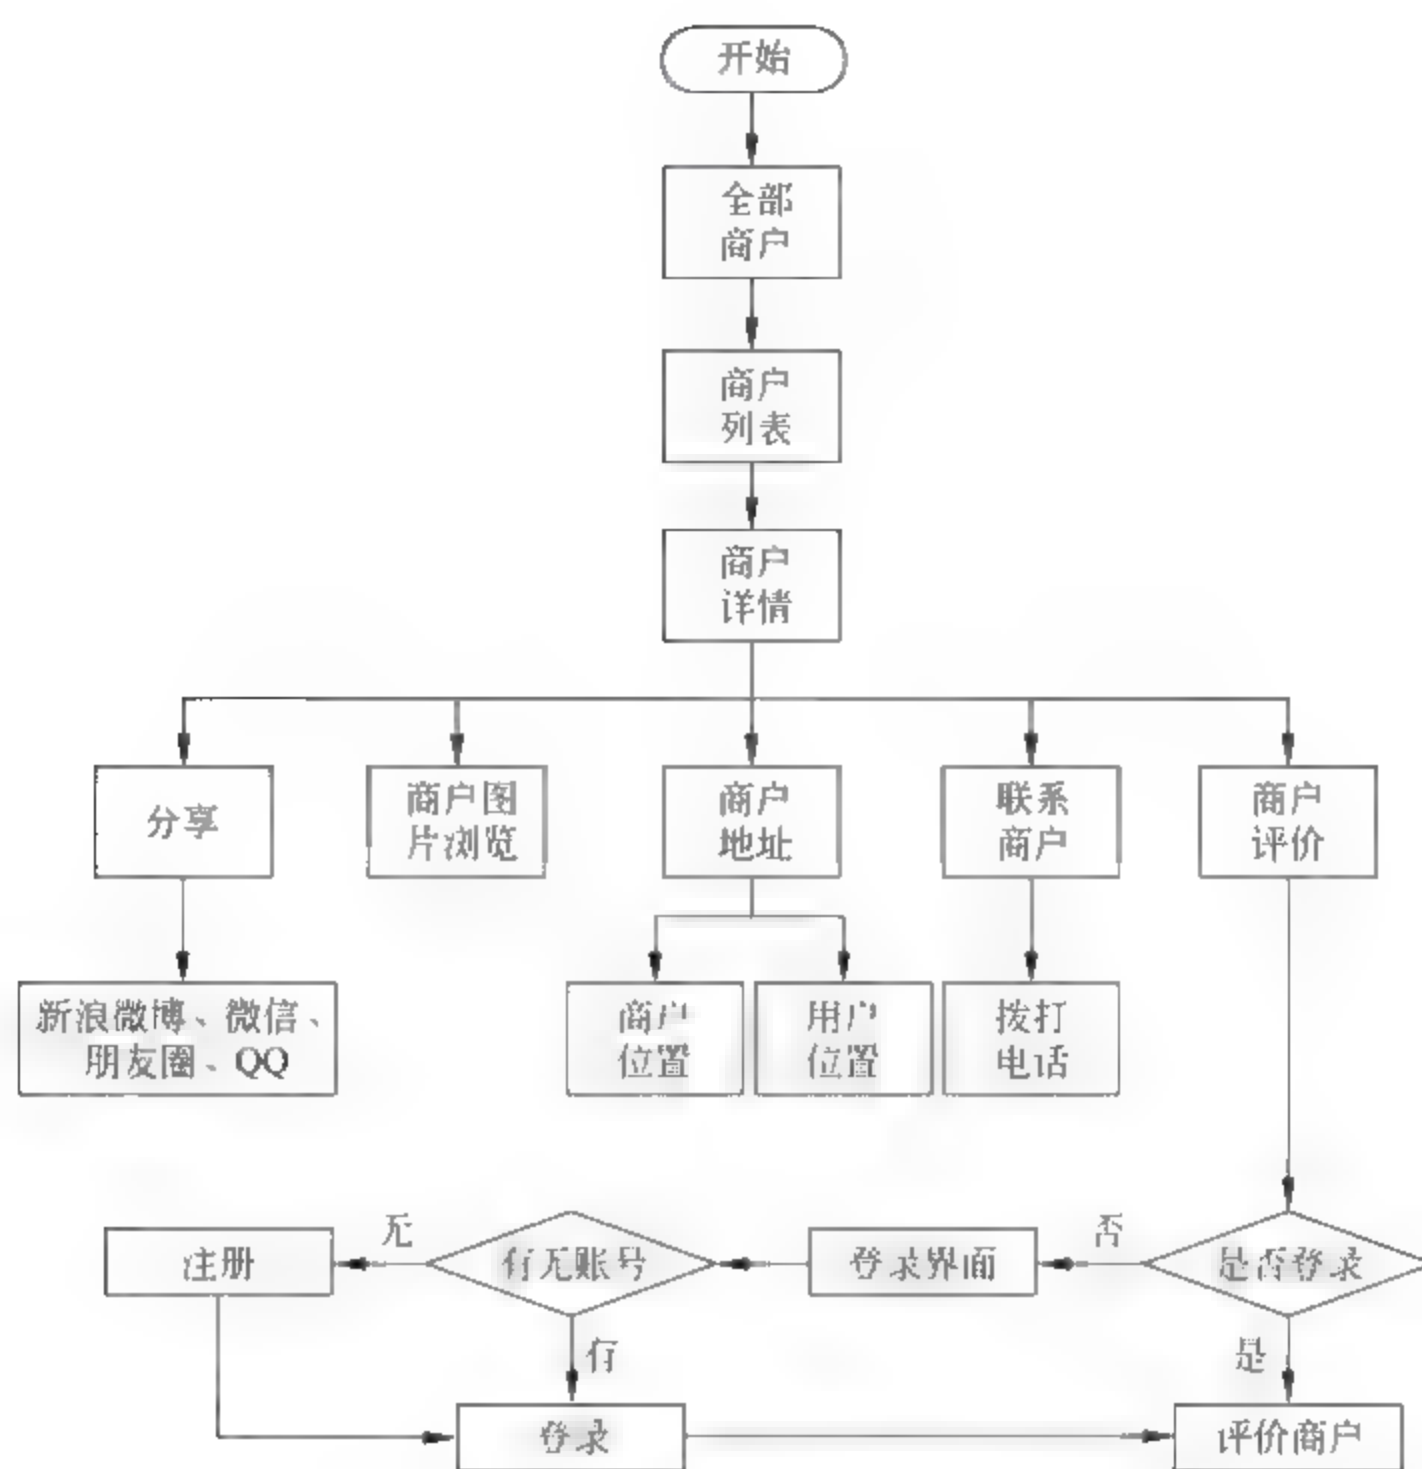 开始
全部
商户
商户
列表
商户
详情
分享
商户图
片浏览
商户
地址
联系
商户
商户
评价
新浪微博、微信、
朋友圈、QQ
商户
位置
用户
位置
拨打
电话
注册
无
有无账号
登录界面
否
是否登录
有
是
登录
评价商户